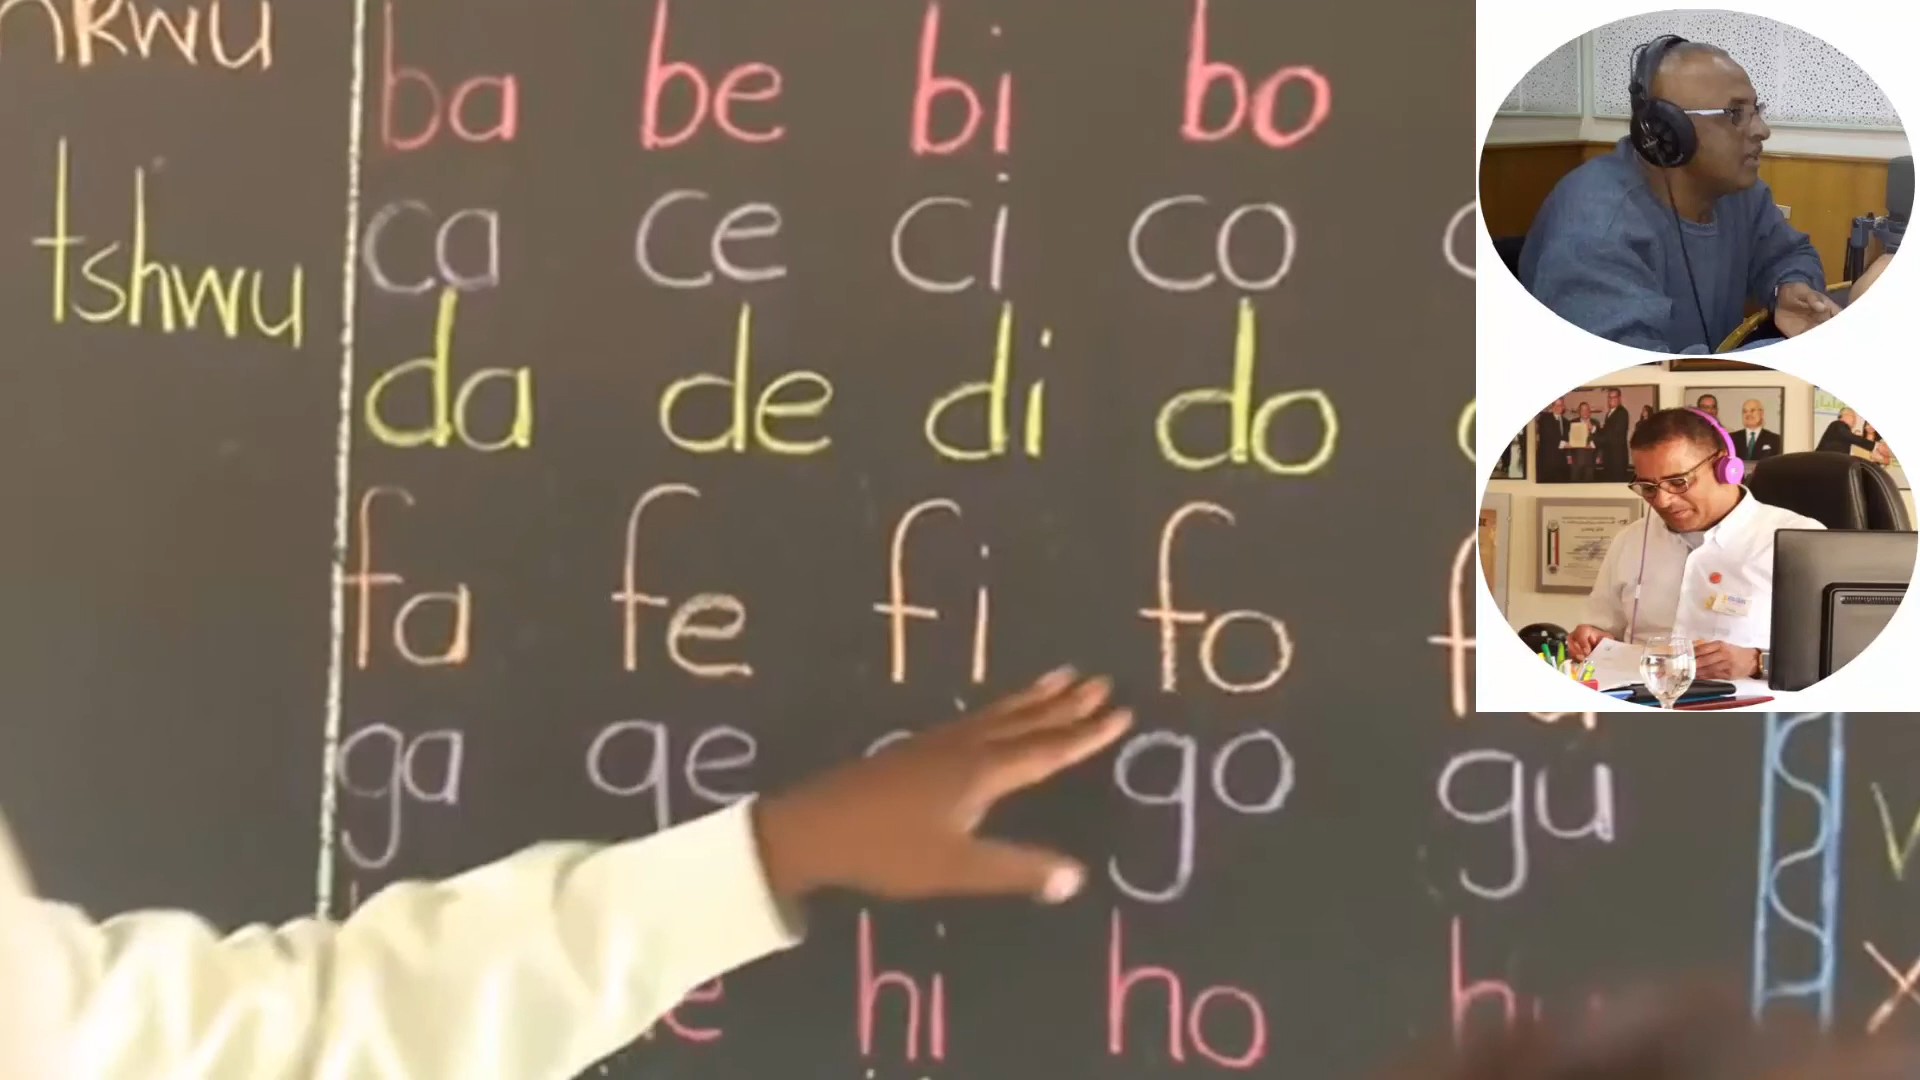 nkwu
tshwu
ba be bi bo
ca ce ci co
da de di do
fa fe fi fo
ga ge go gu
hi ho